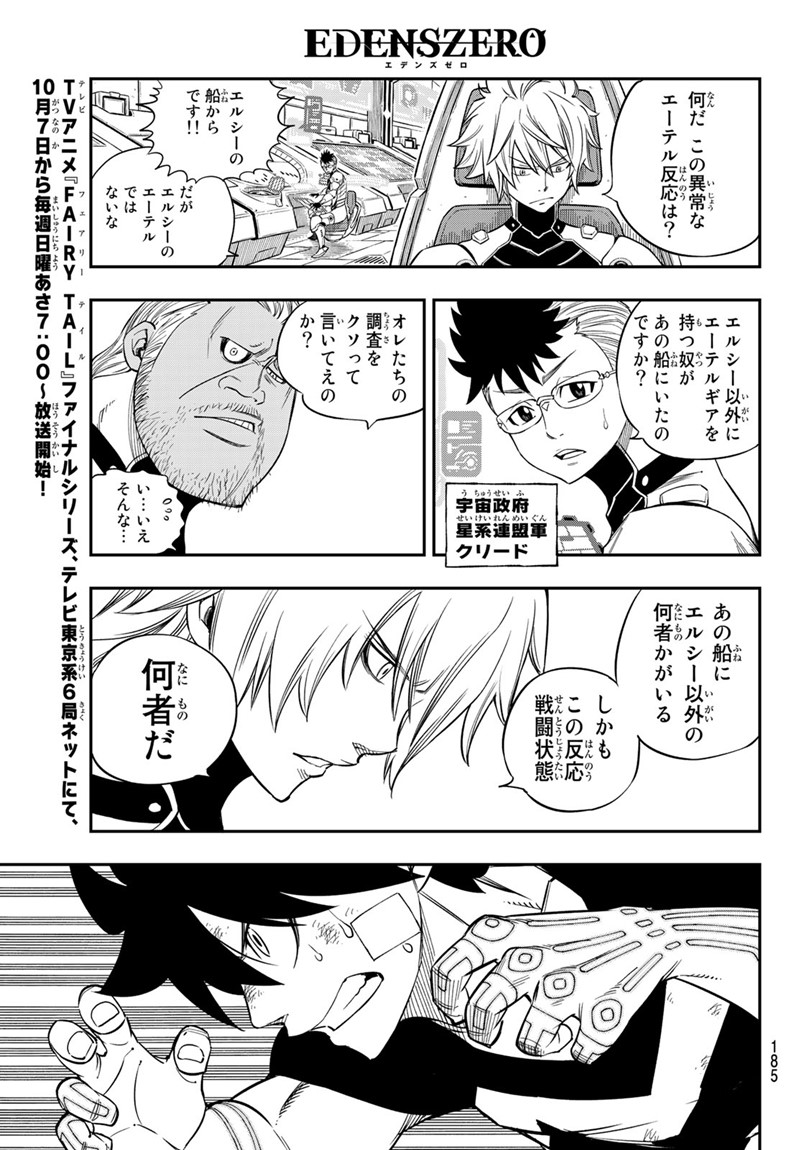 EDENSZERO
エデンズゼロ
何だ この異常な
エーテル反応は?
エルシーの
船から
です!!
だが
エルシーの
エーテル
では
ないな
エルシー以外に
エーテルギアを
持つ奴が
あの船にいたの
ですか?
宇宙政府
星系連盟軍
クリード
オレたちの
調査を
クソって
言いてえの
か?
い…いえ
そんな…
あの船に
エルシー以外の
何者かがいる
しかも
この反応
戦闘状態
何者だ
TVアニメ『FAIRY TAIL』ファイナルシリーズ、テレビ東京系6局ネットにて、
10月7日から毎週日曜あさ7:00～放送開始!
185